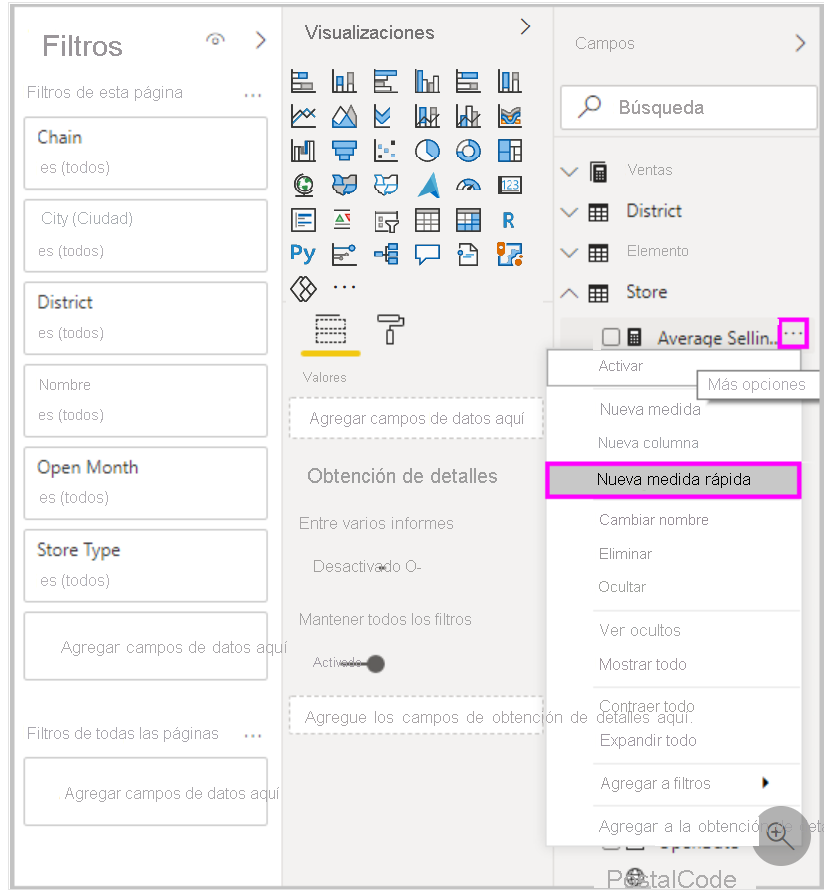 Filtros
Filtros de esta página
Chain
es (todos)
City (Ciudad)
es (todos)
District
es (todos)
Nombre
es (todos)
Open Month
es (todos)
Store Type
es (todos)
Agregar campos de datos aquí
Filtros de todas las páginas
Agregar campos de datos aquí
Visualizaciones
123
R
Py
Valores
Agregar campos de datos aquí
Obtención de detalles
Entre varios informes
Desactivado O-
Mantener todos los filtros
Activado
Agregue los campos de obtención de detalles aquí.
Campos
Búsqueda
Ventas
District
Elemento
Store
Average Sellin...
Más opciones
Activar
Nueva medida
Nueva columna
Nueva medida rápida
Cambiar nombre
Eliminar
Ocultar
Ver ocultos
Mostrar todo
Contraer todo
Expandir todo
Agregar a filtros
Agregar a la obtención de
PostalCode